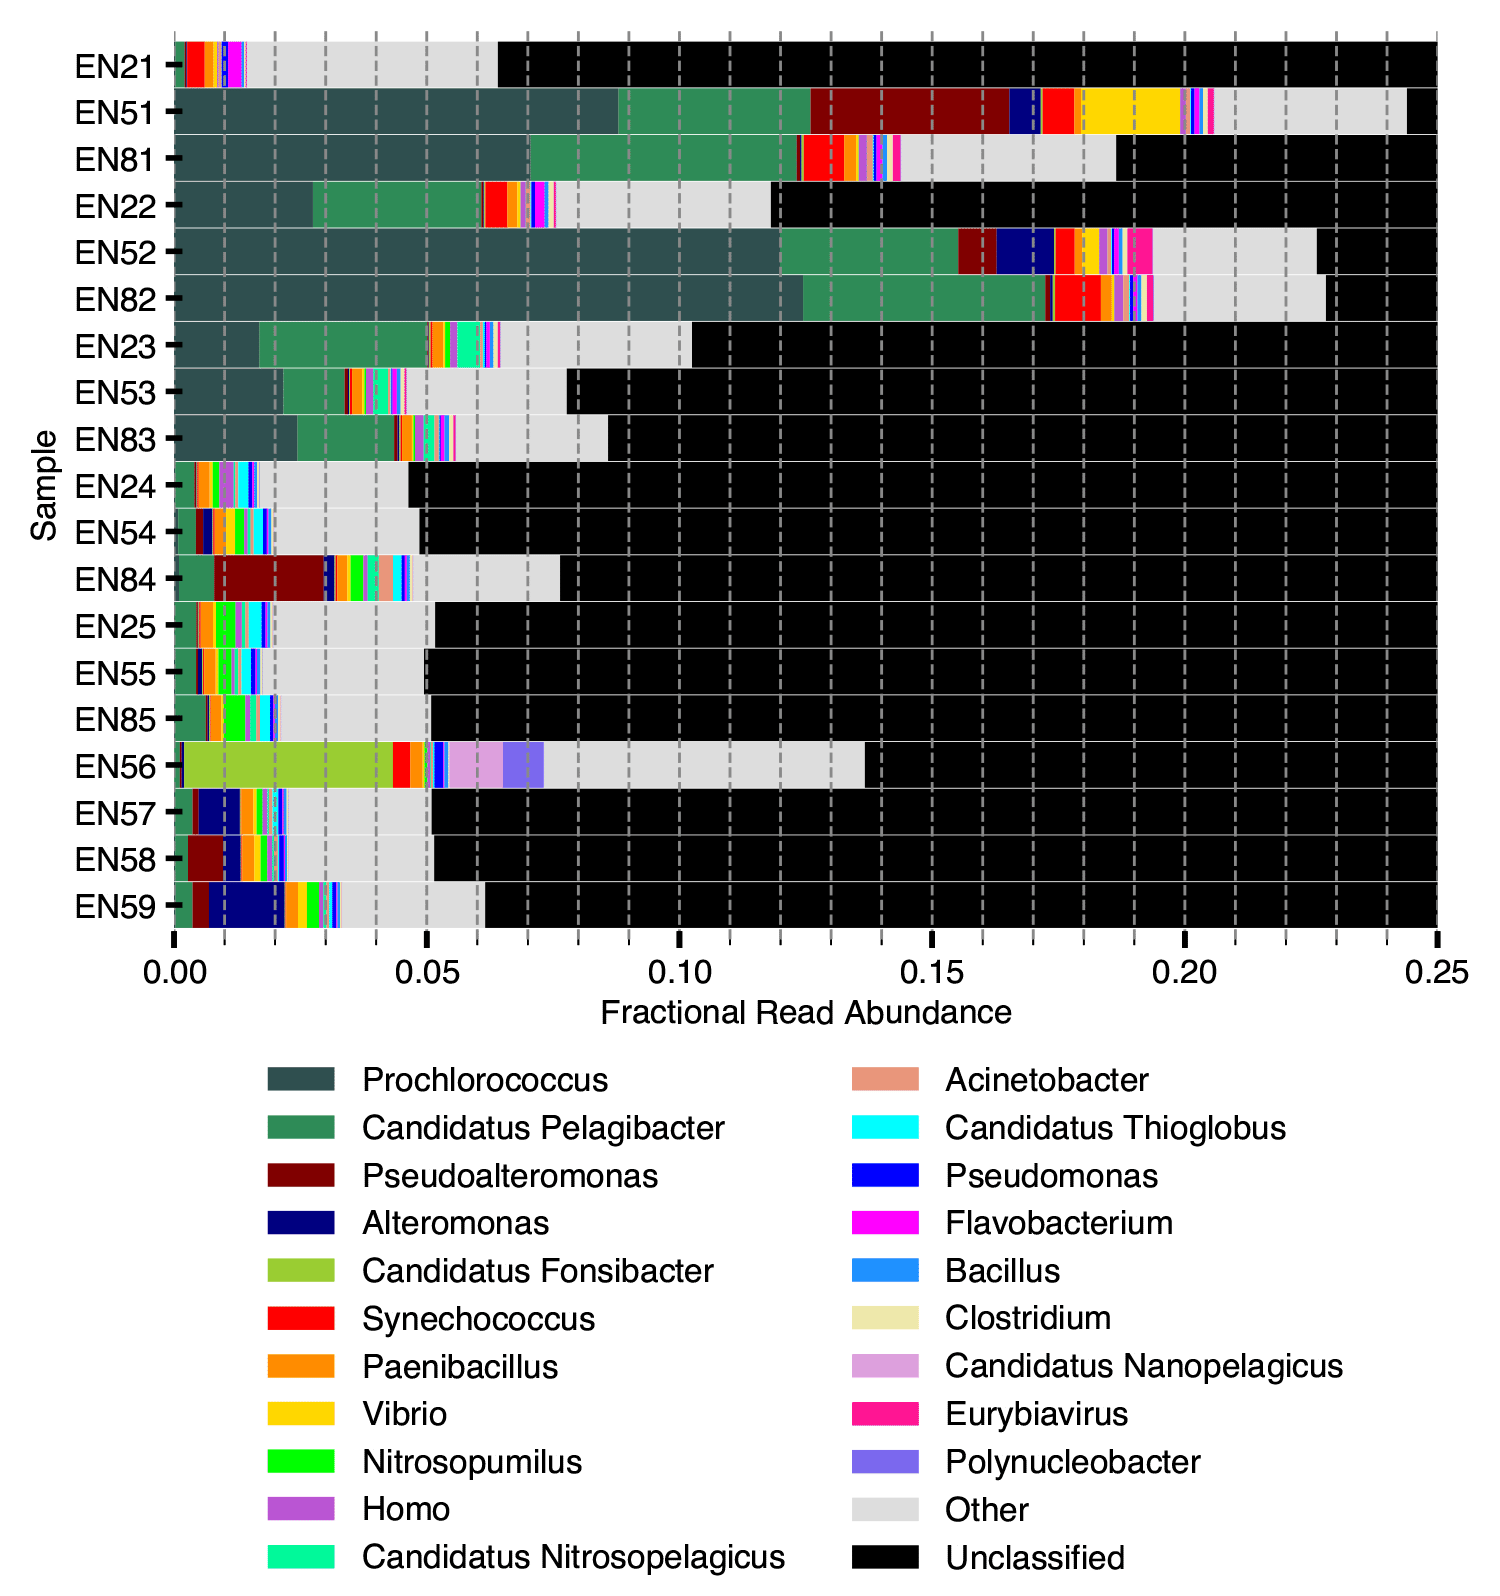 EN21
EN51
EN81
EN22
EN52
EN82
EN23
EN53
EN83
EN24
EN54
EN84
EN25
EN55
EN85
EN56
EN57
EN58
EN59
Sample
0.00 0.05 0.10 0.15 0.20 0.25
Fractional Read Abundance
Prochlorococcus
Candidatus Pelagibacter
Pseudoalteromonas
Alteromonas
Candidatus Fonsibacter
Synechococcus
Paenibacillus
Vibrio
Nitrosopumilus
Homo
Candidatus Nitrosopelagicus
Acinetobacter
Candidatus Thioglobus
Pseudomonas
Flavobacterium
Bacillus
Clostridium
Candidatus Nanopelagicus
Eurybiavirus
Polynucleobacter
Other
Unclassified